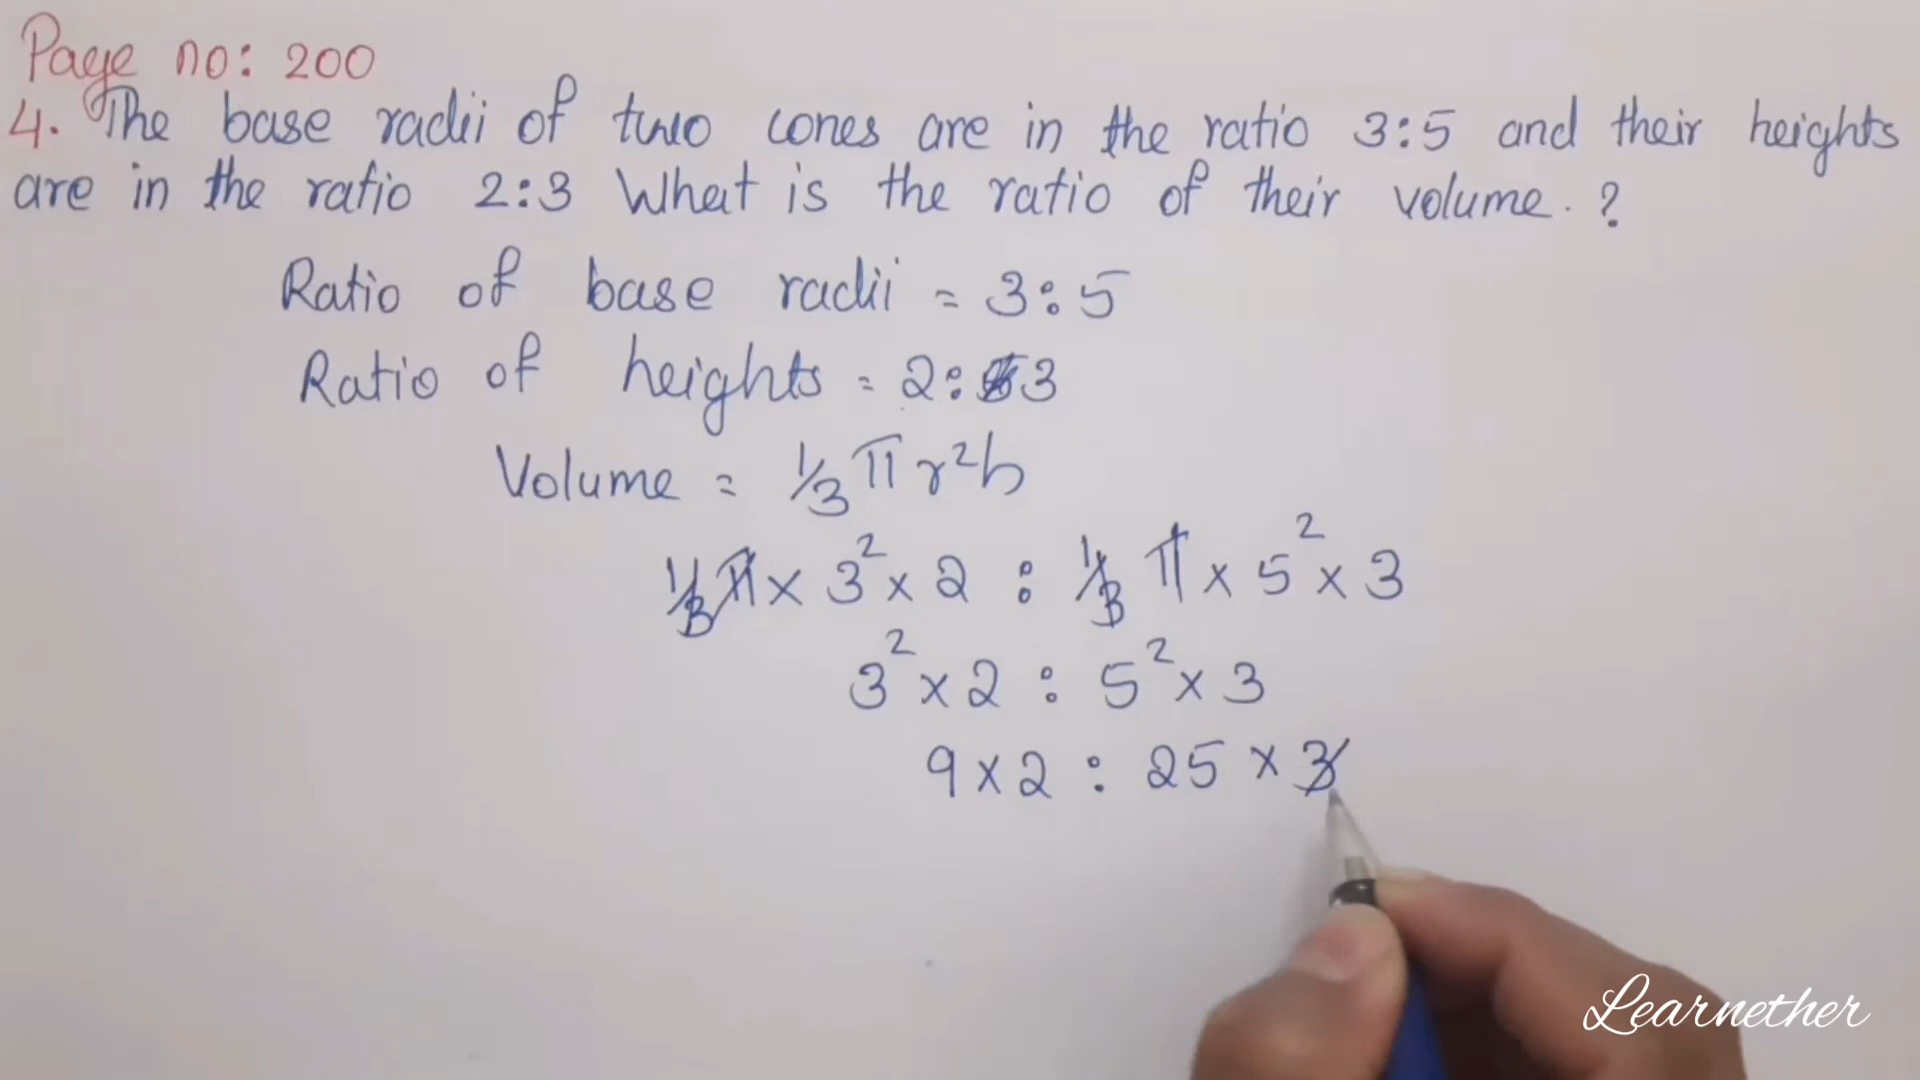 Page no: 200
4. The base radii of two cones are in the ratio 3:5 and their heights
are in the ratio 2:3 What is the ratio of their volume. ?
Ratio of base radii = 3:5
Ratio of heights = 2: 3
Volume = 1/3 π r²h
1/3 π × 3² × 2 : 1/3 π × 5² × 3
3² × 2 : 5² × 3
9 × 2 : 25 × 3
Learnether